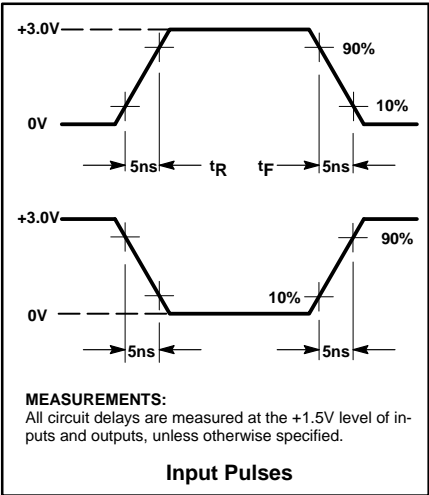 +3.0V
90%
10%
0V
5ns tR tF 5ns
+3.0V
90%
10%
0V
5ns 5ns
MEASUREMENTS:
All circuit delays are measured at the +1.5V level of in-
puts and outputs, unless otherwise specified.
Input Pulses